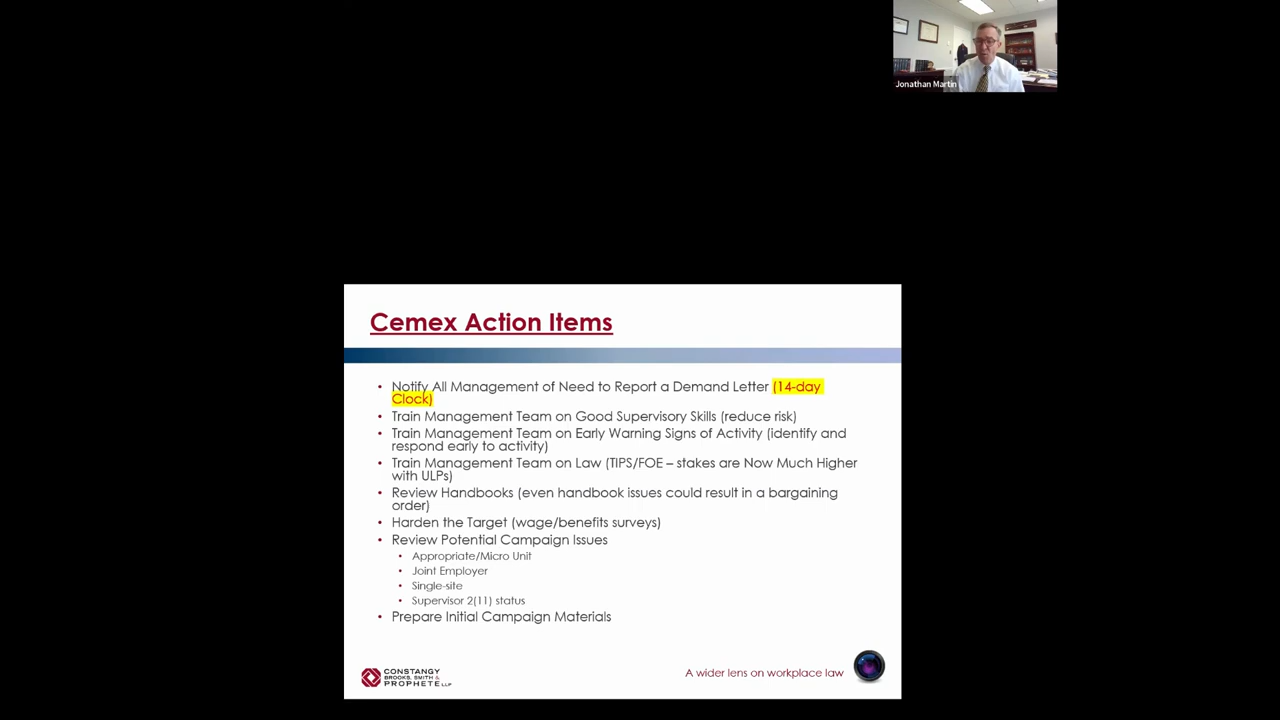 Jonathan Martin
Cemex Action Items
• Notify All Management of Need to Report a Demand Letter (14-day
Clock)
• Train Management Team on Good Supervisory Skills (reduce risk)
• Train Management Team on Early Warning Signs of Activity (identify and
respond early to activity)
• Train Management Team on Law (TIPS/FOE – stakes are Now Much Higher
with ULPs)
• Review Handbooks (even handbook issues could result in a bargaining
order)
• Harden the Target (wage/benefits surveys)
• Review Potential Campaign Issues
• Appropriate/Micro Unit
• Joint Employer
• Single-site
• Supervisor 2(11) status
• Prepare Initial Campaign Materials
CONSTANGY
BROOKS, SMITH &
PROPHETE LLP
A wider lens on workplace law